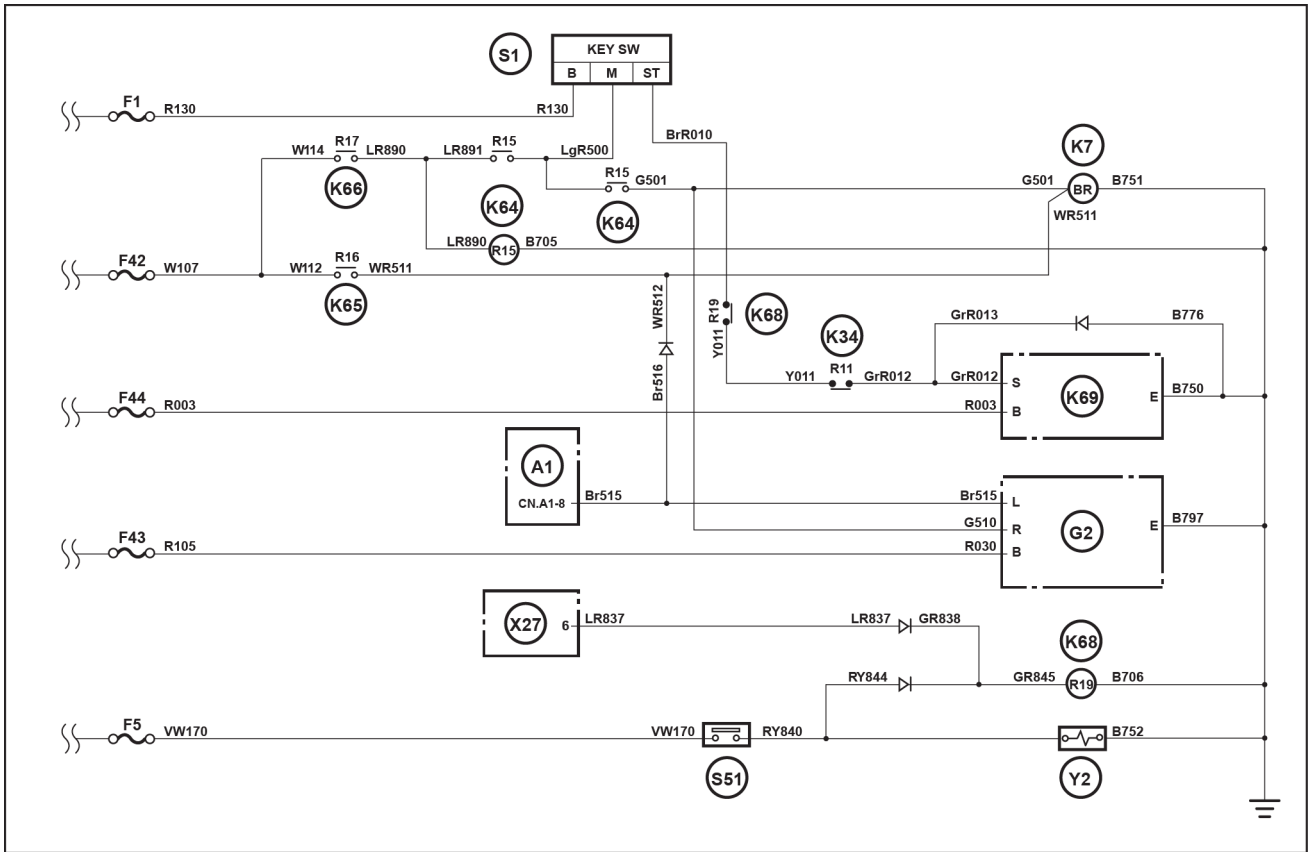 S1
KEY SW
B M ST
F1
R130
R130
BrR010
W114
R17
LR890
LR891
R15
LgR500
K66
R15
G501
K64
K64
G501
K7
BR
B751
WR511
LR890
R15
B705
F42
W107
W112
R16
WR511
K65
WR512
Br516
R19
Y011
K68
K34
R11
Y011
GrR012
GrR013
B776
GrR012
S
K69
E
B750
F44
R003
R003
B
A1
CN.A1-8
Br515
Br515
L
G510
R
G2
E
B797
F43
R105
R030
B
X27
6
LR837
LR837
GR838
K68
RY844
GR845
R19
B706
F5
VW170
VW170
RY840
B752
S51
Y2